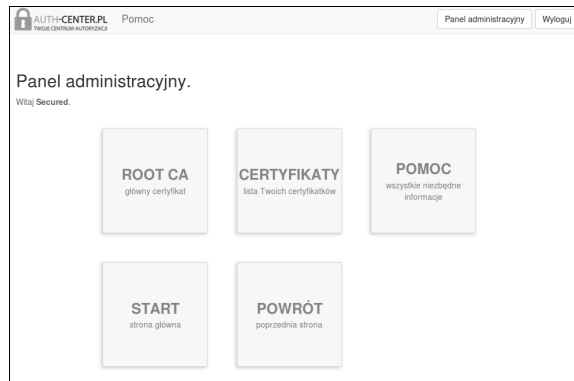 AUTH-CENTER.PL
TWOJE CENTRUM AUTORYZACJI
Pomoc
Panel administracyjny
Wyloguj
Panel administracyjny.
Witaj Secured.
ROOT CA
główny certyfikat
CERTYFIKATY
lista Twoich certyfikatków
POMOC
wszystkie niezbędne
informacje
START
strona główna
POWRÓT
poprzednia strona